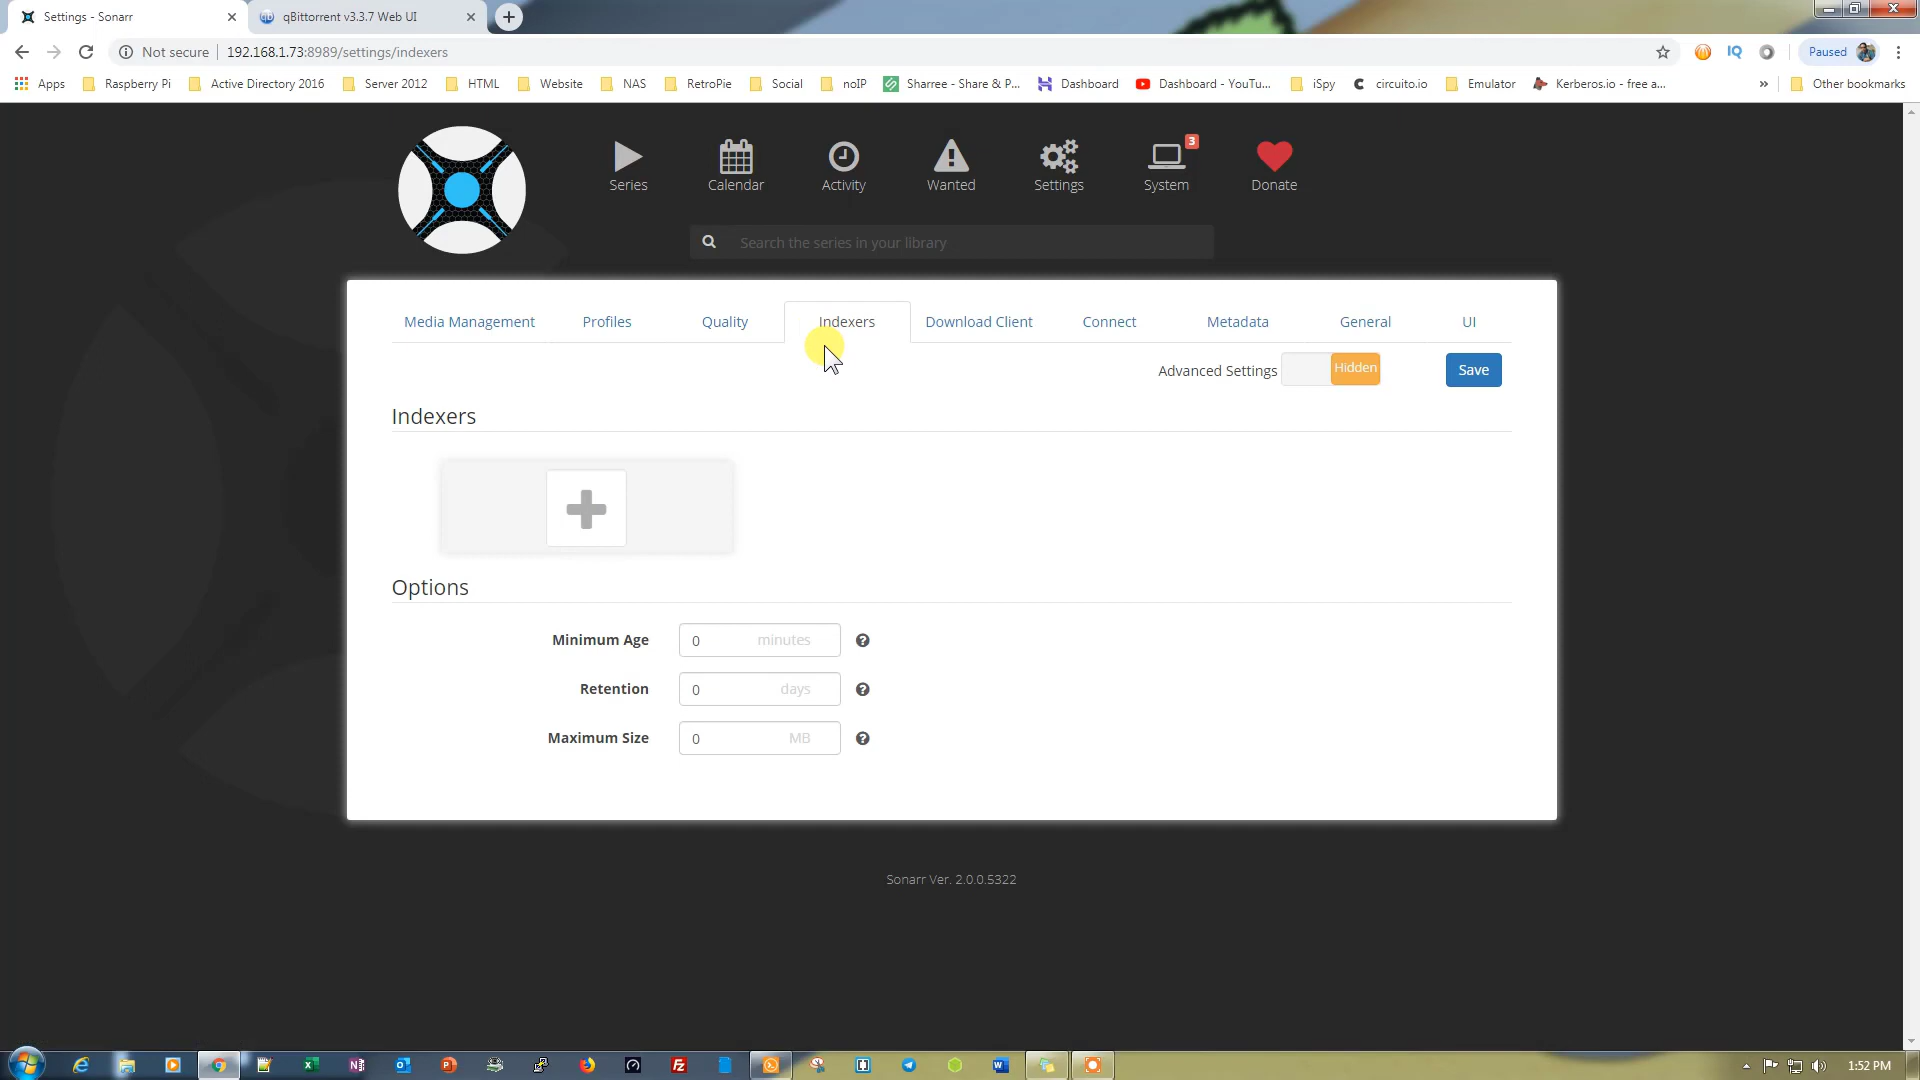 Settings - Sonarr
qBittorrent v3.3.7 Web UI
Not secure
192.168.1.73:8989/settings/indexers
IQ
Paused
Apps
Raspberry Pi
Active Directory 2016
Server 2012
HTML
Website
NAS
RetroPie
Social
noIP
Sharree - Share & P...
Dashboard
Dashboard - YouTu...
iSpy
circuito.io
Emulator
Kerberos.io - free a...
»
Other bookmarks
Series
Calendar
Activity
Wanted
Settings
3
System
Donate
Search the series in your library
Media Management
Profiles
Quality
Indexers
Download Client
Connect
Metadata
General
UI
Advanced Settings
Hidden
Save
Indexers
Options
Minimum Age
0
minutes
Retention
0
days
Maximum Size
0
MB
Sonarr Ver. 2.0.0.5322
1:52 PM